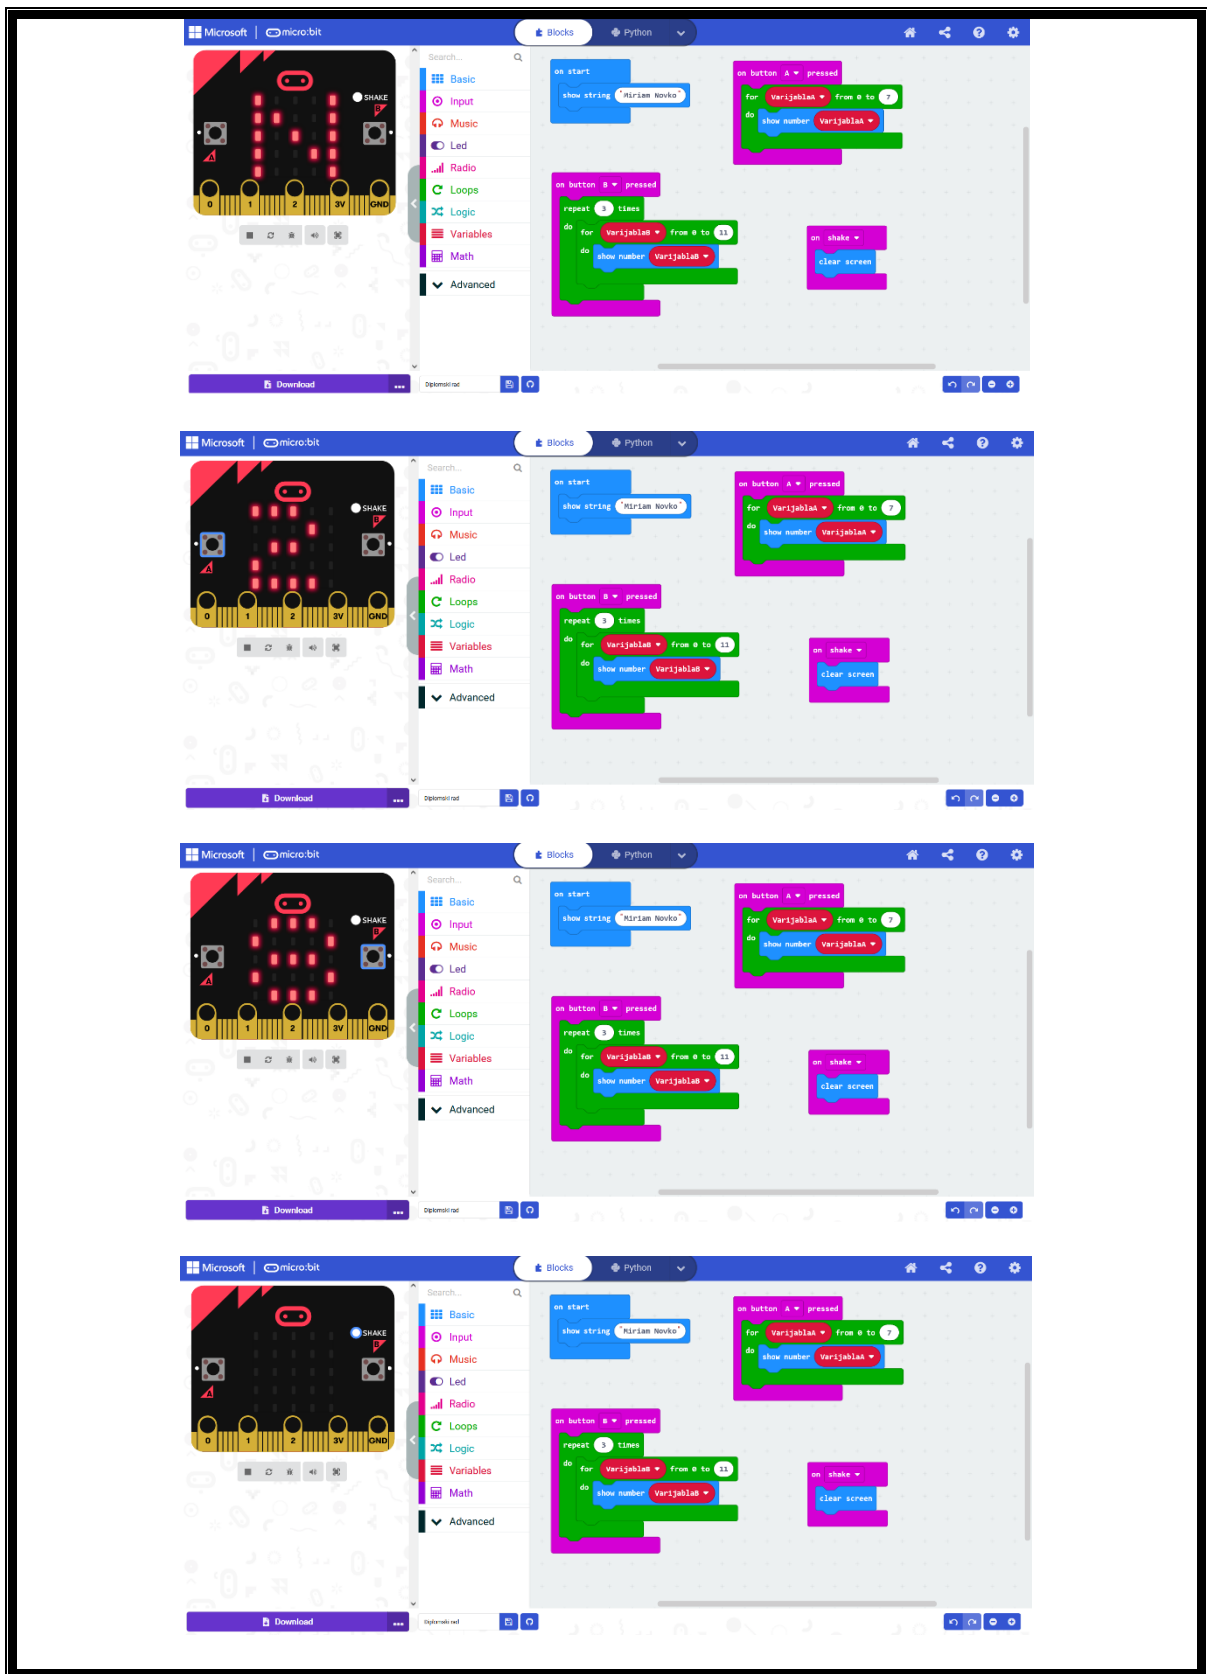 Microsoft | micro:bit Blocks Python
SHAKE
B
A
0 1 2 3V GND
Search...
Basic
Input
Music
Led
Radio
Loops
Logic
Variables
Math
Advanced
on start
show string "Miriam Novko"
on button A pressed
for VarijablaA from 0 to 7
do show number VarijablaA
on button B pressed
repeat 3 times
do for VarijablaB from 0 to 11
do show number VarijablaB
on shake
clear screen
Download ... Diplomski rad
Microsoft | micro:bit Blocks Python
SHAKE
B
A
0 1 2 3V GND
Search...
Basic
Input
Music
Led
Radio
Loops
Logic
Variables
Math
Advanced
on start
show string "Miriam Novko"
on button A pressed
for VarijablaA from 0 to 7
do show number VarijablaA
on button B pressed
repeat 3 times
do for VarijablaB from 0 to 11
do show number VarijablaB
on shake
clear screen
Download ... Diplomski rad
Microsoft | micro:bit Blocks Python
SHAKE
B
A
0 1 2 3V GND
Search...
Basic
Input
Music
Led
Radio
Loops
Logic
Variables
Math
Advanced
on start
show string "Miriam Novko"
on button A pressed
for VarijablaA from 0 to 7
do show number VarijablaA
on button B pressed
repeat 3 times
do for VarijablaB from 0 to 11
do show number VarijablaB
on shake
clear screen
Download ... Diplomski rad
Microsoft | micro:bit Blocks Python
SHAKE
B
A
0 1 2 3V GND
Search...
Basic
Input
Music
Led
Radio
Loops
Logic
Variables
Math
Advanced
on start
show string "Miriam Novko"
on button A pressed
for VarijablaA from 0 to 7
do show number VarijablaA
on button B pressed
repeat 3 times
do for VarijablaB from 0 to 11
do show number VarijablaB
on shake
clear screen
Download ... Diplomski rad